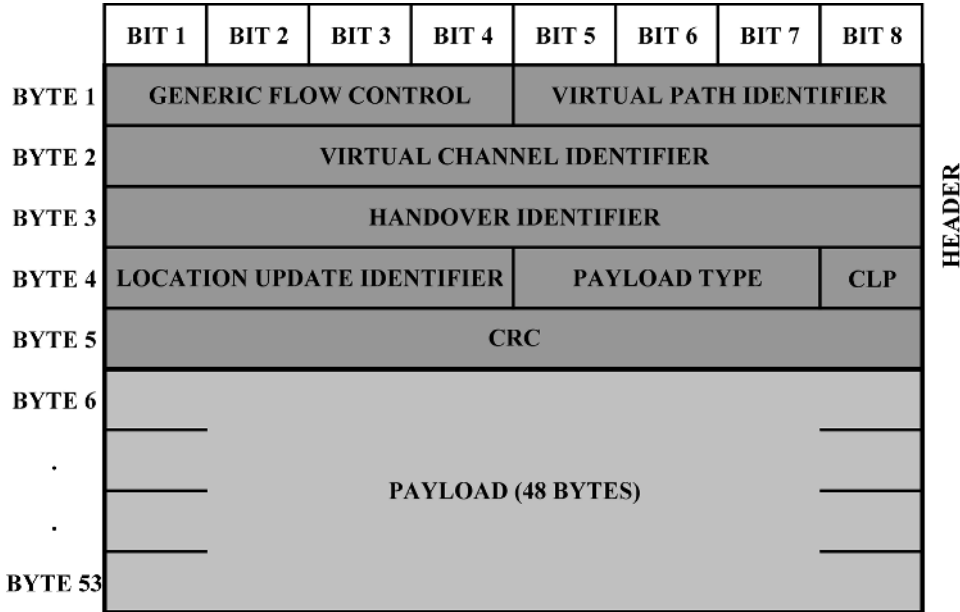 BIT 1 BIT 2 BIT 3 BIT 4 BIT 5 BIT 6 BIT 7 BIT 8
BYTE 1 GENERIC FLOW CONTROL VIRTUAL PATH IDENTIFIER
BYTE 2 VIRTUAL CHANNEL IDENTIFIER
BYTE 3 HANDOVER IDENTIFIER
HEADER
BYTE 4 LOCATION UPDATE IDENTIFIER PAYLOAD TYPE CLP
BYTE 5 CRC
BYTE 6
.
PAYLOAD (48 BYTES)
.
BYTE 53